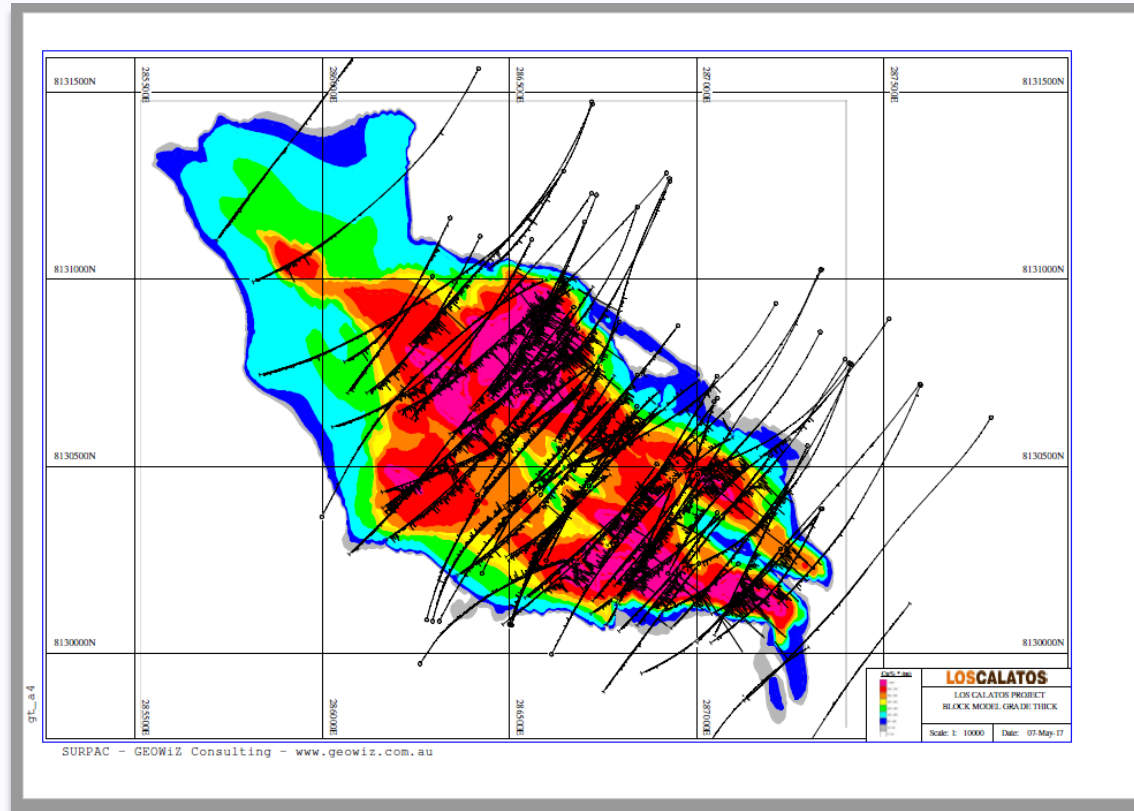 285500E
286000E
286500E
287000E
287500E
8131500N
8131500N
8131000N
8131000N
8130500N
8130500N
8130000N
8130000N
285500E
286000E
286500E
287000E
LOSCALATOS
LOS CALATOS PROJECT
BLOCK MODEL GRADE THICK
Scale: 1: 10000
Date: 07-May-17
gt_a4
SURPAC - GEOWiZ Consulting - www.geowiz.com.au